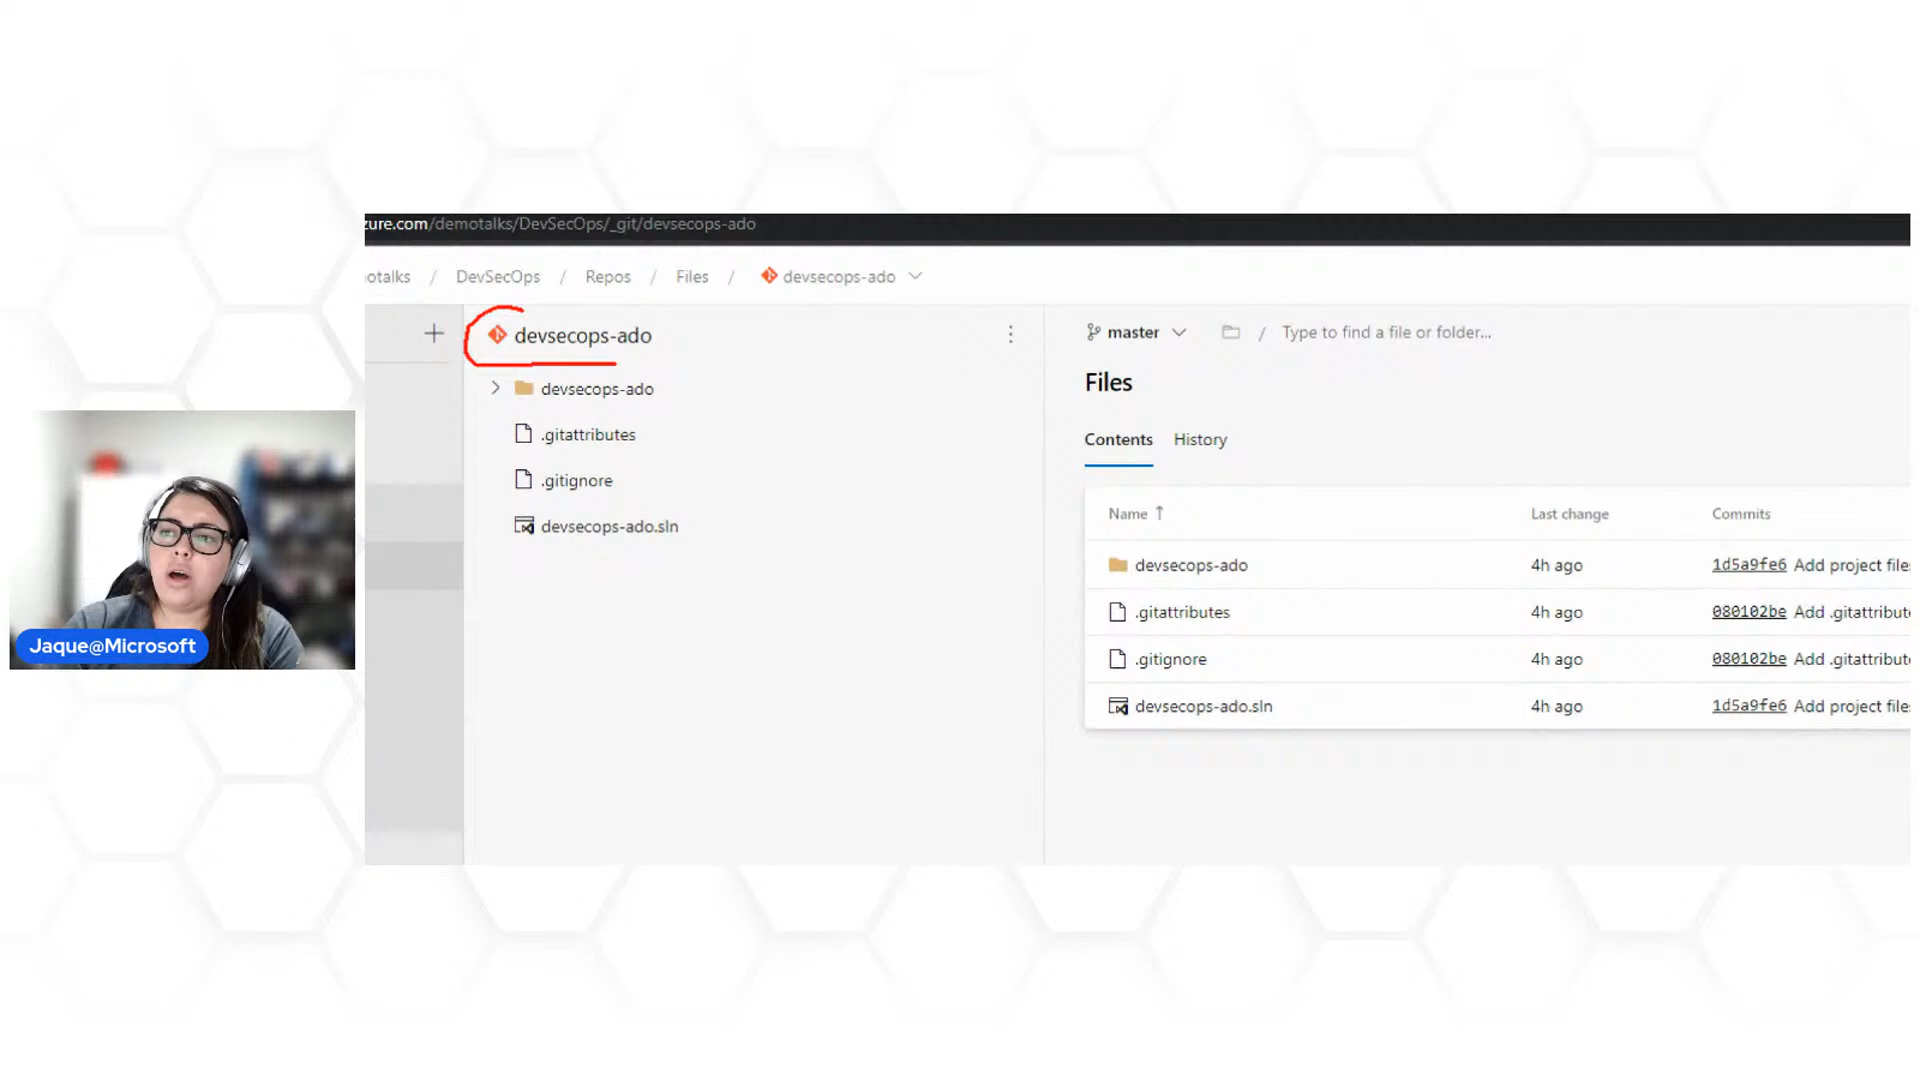 zure.com/demotalks/DevSecOps/_git/devsecops-ado
otalks / DevSecOps / Repos / Files / devsecops-ado
devsecops-ado
devsecops-ado
.gitattributes
.gitignore
devsecops-ado.sln
master / Type to find a file or folder...
Files
Contents History
Name ↑ Last change Commits
devsecops-ado 4h ago 1d5a9fe6 Add project files
.gitattributes 4h ago 080102be Add .gitattribut
.gitignore 4h ago 080102be Add .gitattribut
devsecops-ado.sln 4h ago 1d5a9fe6 Add project files
Jaque@Microsoft